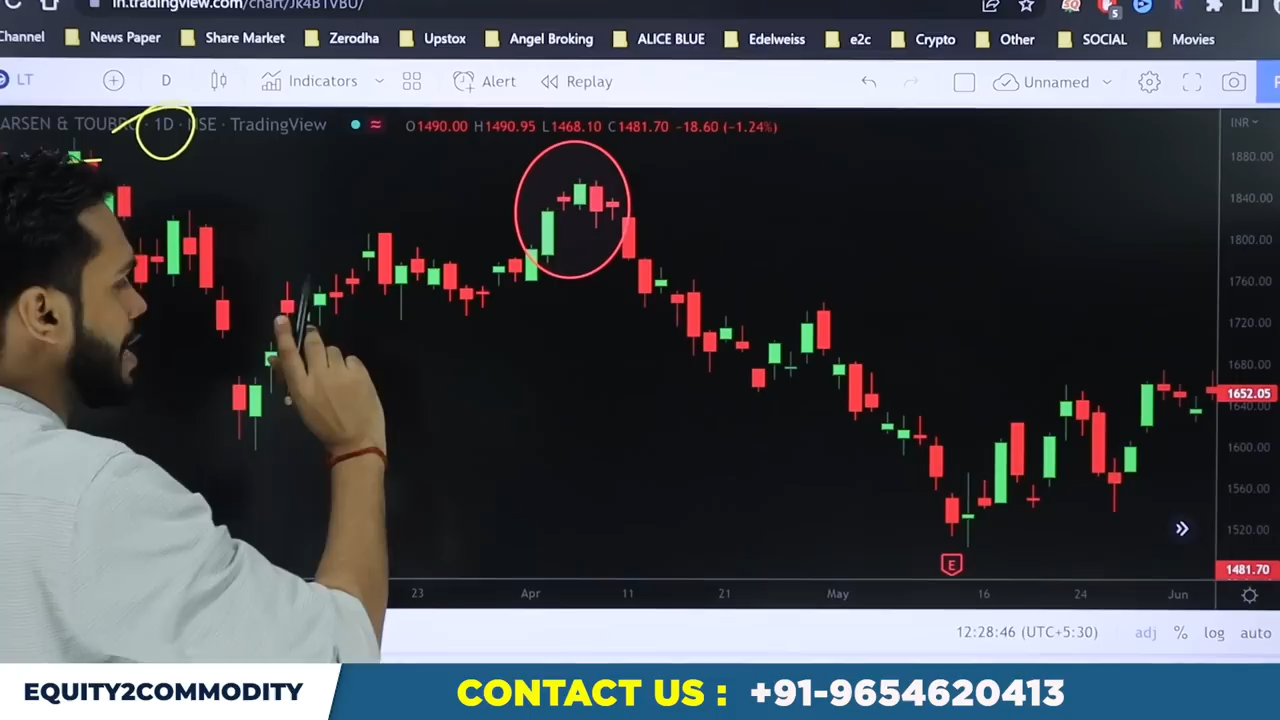 in.tradingview.com/chart/Jk4B1VBU/
Channel News Paper Share Market Zerodha Upstox Angel Broking ALICE BLUE Edelweiss e2c Crypto Other SOCIAL Movies
LT D Indicators Alert Replay Unnamed
ARSEN & TOUBRO · 1D · NSE · TradingView O1490.00 H1490.95 L1468.10 C1481.70 −18.60 (−1.24%)
INR
1880.00
1840.00
1800.00
1760.00
1720.00
1680.00
1652.05
1640.00
1600.00
1560.00
1520.00
E
1481.70
23 Apr 11 21 May 16 24 Jun
12:28:46 (UTC+5:30) adj % log auto
EQUITY2COMMODITY
CONTACT US : +91-9654620413